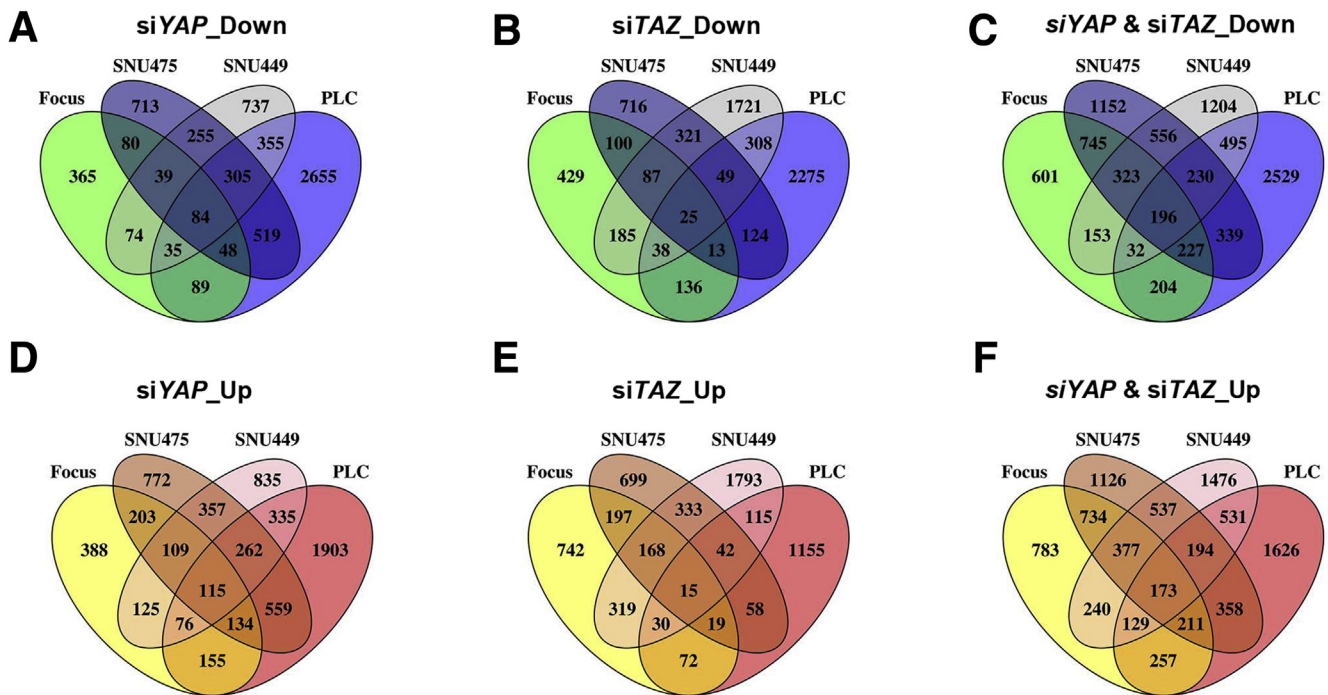 A
siYAP_Down
B
siTAZ_Down
C
siYAP & siTAZ_Down
SNU475 SNU449
Focus PLC
713 737
80 255 355
365 39 305 2655
84
74 35 48 519
89
SNU475 SNU449
Focus PLC
716 1721
100 321 308
429 87 49 2275
25
185 38 13 124
136
SNU475 SNU449
Focus PLC
1152 1204
745 556 495
601 323 230 2529
196
153 32 227 339
204
D
siYAP_Up
E
siTAZ_Up
F
siYAP & siTAZ_Up
SNU475 SNU449
Focus PLC
772 835
203 357 335
388 109 262 1903
115
125 76 134 559
155
SNU475 SNU449
Focus PLC
699 1793
197 333 115
742 168 42 1155
15
319 30 19 58
72
SNU475 SNU449
Focus PLC
1126 1476
734 537 531
783 377 194 1626
173
240 129 211 358
257